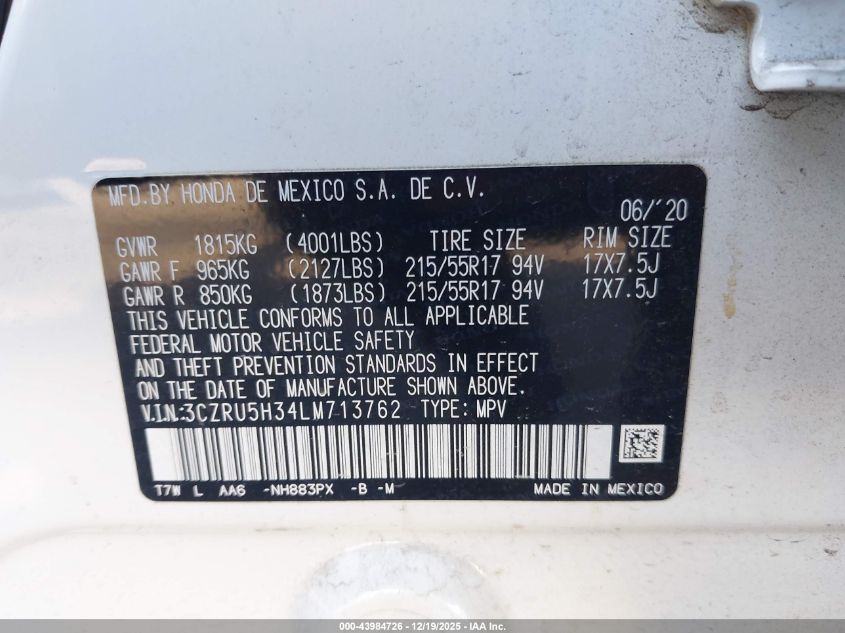 MFD.BY HONDA DE MEXICO S.A. DE C.V.
06/'20
GVWR 1815KG (4001LBS) TIRE SIZE RIM SIZE
GAWR F 965KG (2127LBS) 215/55R17 94V 17X7.5J
GAWR R 850KG (1873LBS) 215/55R17 94V 17X7.5J
THIS VEHICLE CONFORMS TO ALL APPLICABLE
FEDERAL MOTOR VEHICLE SAFETY
AND THEFT PREVENTION STANDARDS IN EFFECT
ON THE DATE OF MANUFACTURE SHOWN ABOVE.
V.I.N.:3CZRU5H34LM713762 TYPE: MPV
T7W L AA6 -NH883PX -B -M MADE IN MEXICO
000-43984726 - 12/19/2025 - IAA Inc.